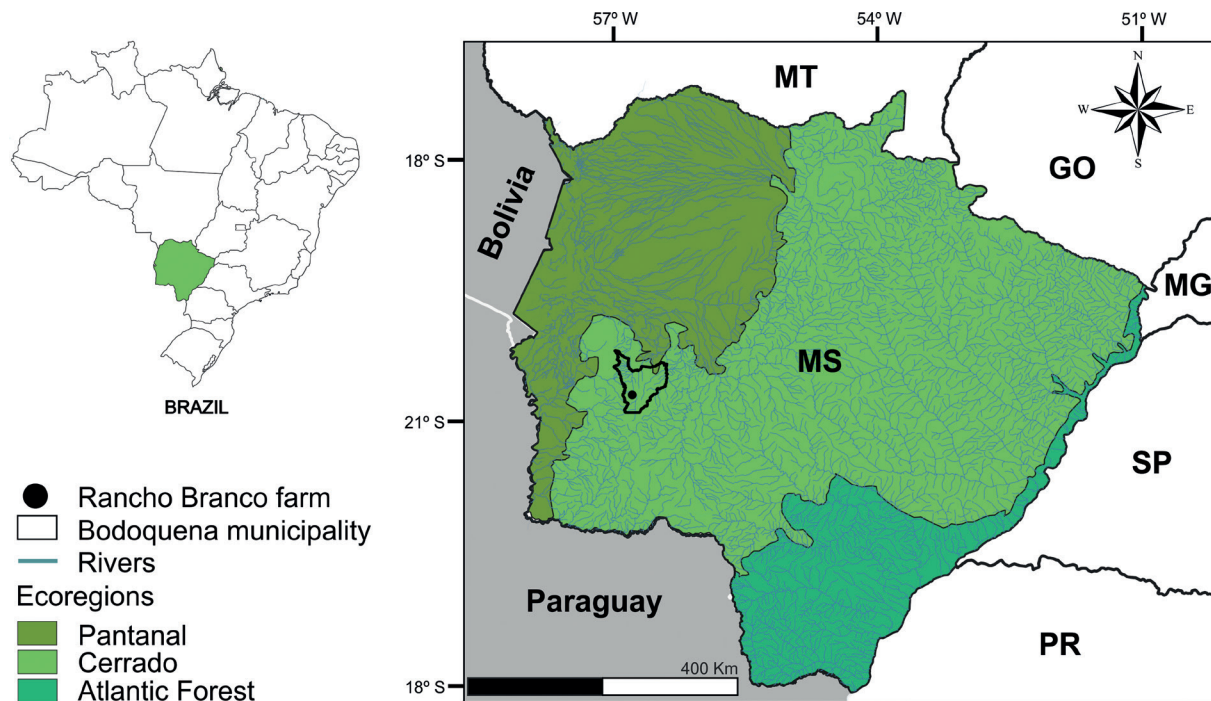 57º W
54º W
51º W
MT
N
W
E
S
18º S
GO
Bolivia
MG
MS
BRAZIL
21º S
SP
Rancho Branco farm
Bodoquena municipality
Rivers
Ecoregions
Paraguay
Pantanal
PR
Cerrado
400 Km
Atlantic Forest
18º S